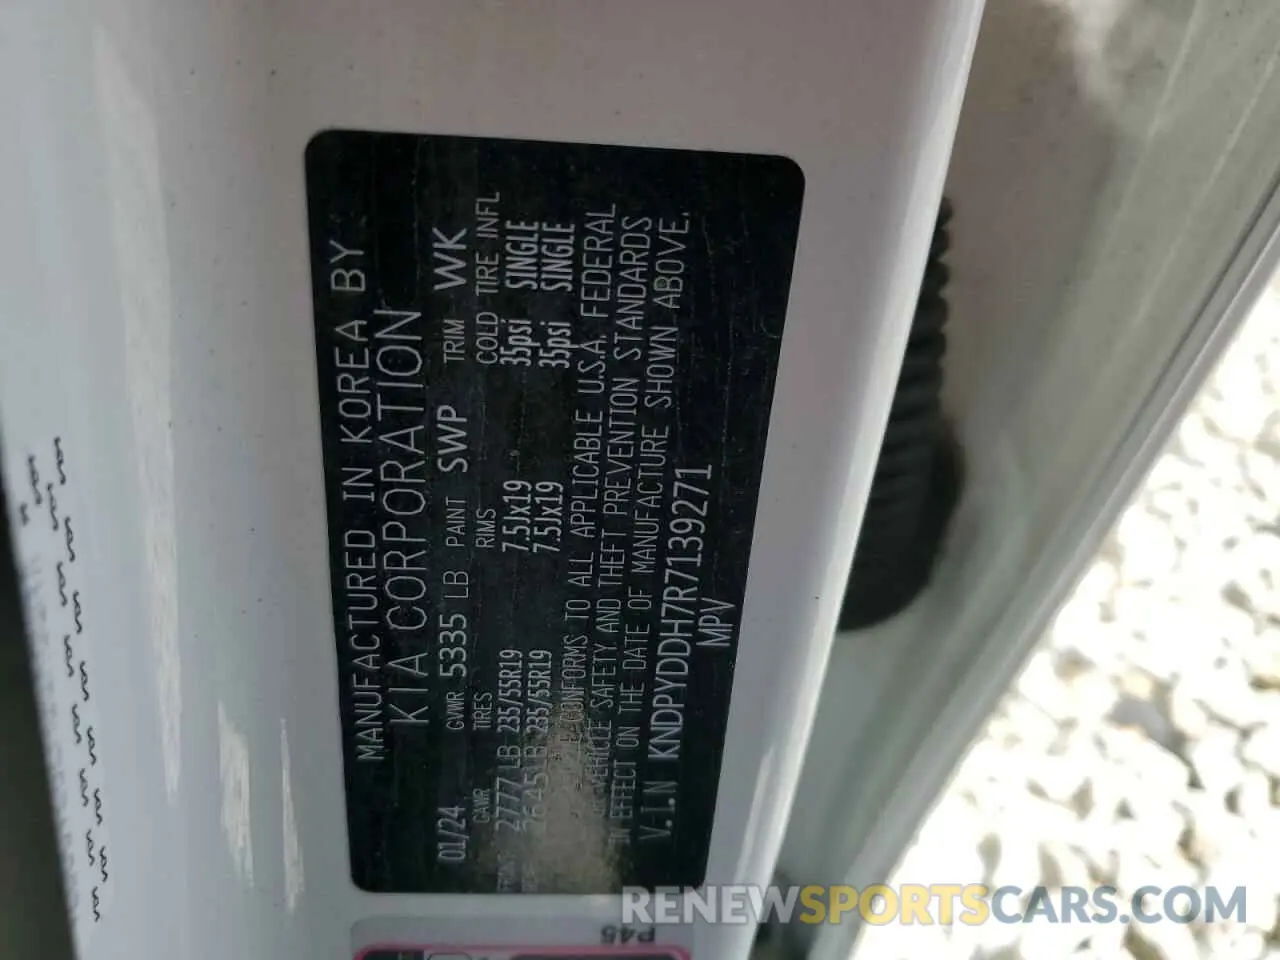 MANUFACTURED IN KOREA BY
KIA CORPORATION
01/24 GVWR 5335 LB PAINT SWP TRIM WK
GAWR TIRES RIMS COLD TIRE INFL
2777 LB 235/55R19 7.5Jx19 35psi SINGLE
2645 LB 235/55R19 7.5Jx19 35psi SINGLE
CONFORMS TO ALL APPLICABLE U.S.A. FEDERAL
VEHICLE SAFETY AND THEFT PREVENTION STANDARDS
IN EFFECT ON THE DATE OF MANUFACTURE SHOWN ABOVE.
V.I.N KNDPYDDH7R7139271
MPV
P45
RENEWSPORTSCARS.COM